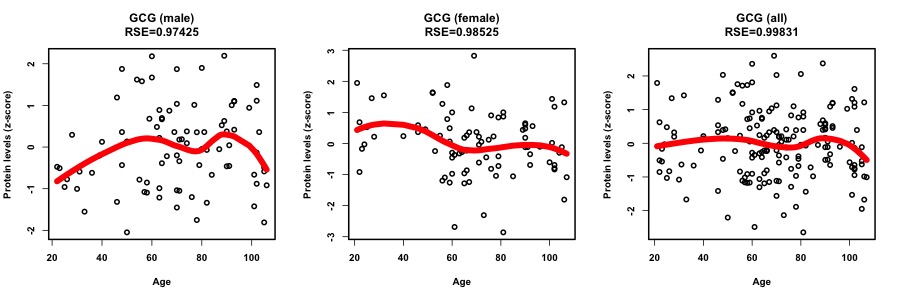 GCG (male)
RSE=0.97425
Protein levels (z-score)
2
1
0
-1
-2
20 40 60 80 100
Age
GCG (female)
RSE=0.98525
Protein levels (z-score)
3
2
1
0
-1
-2
-3
20 40 60 80 100
Age
GCG (all)
RSE=0.99831
Protein levels (z-score)
2
1
0
-1
-2
20 40 60 80 100
Age